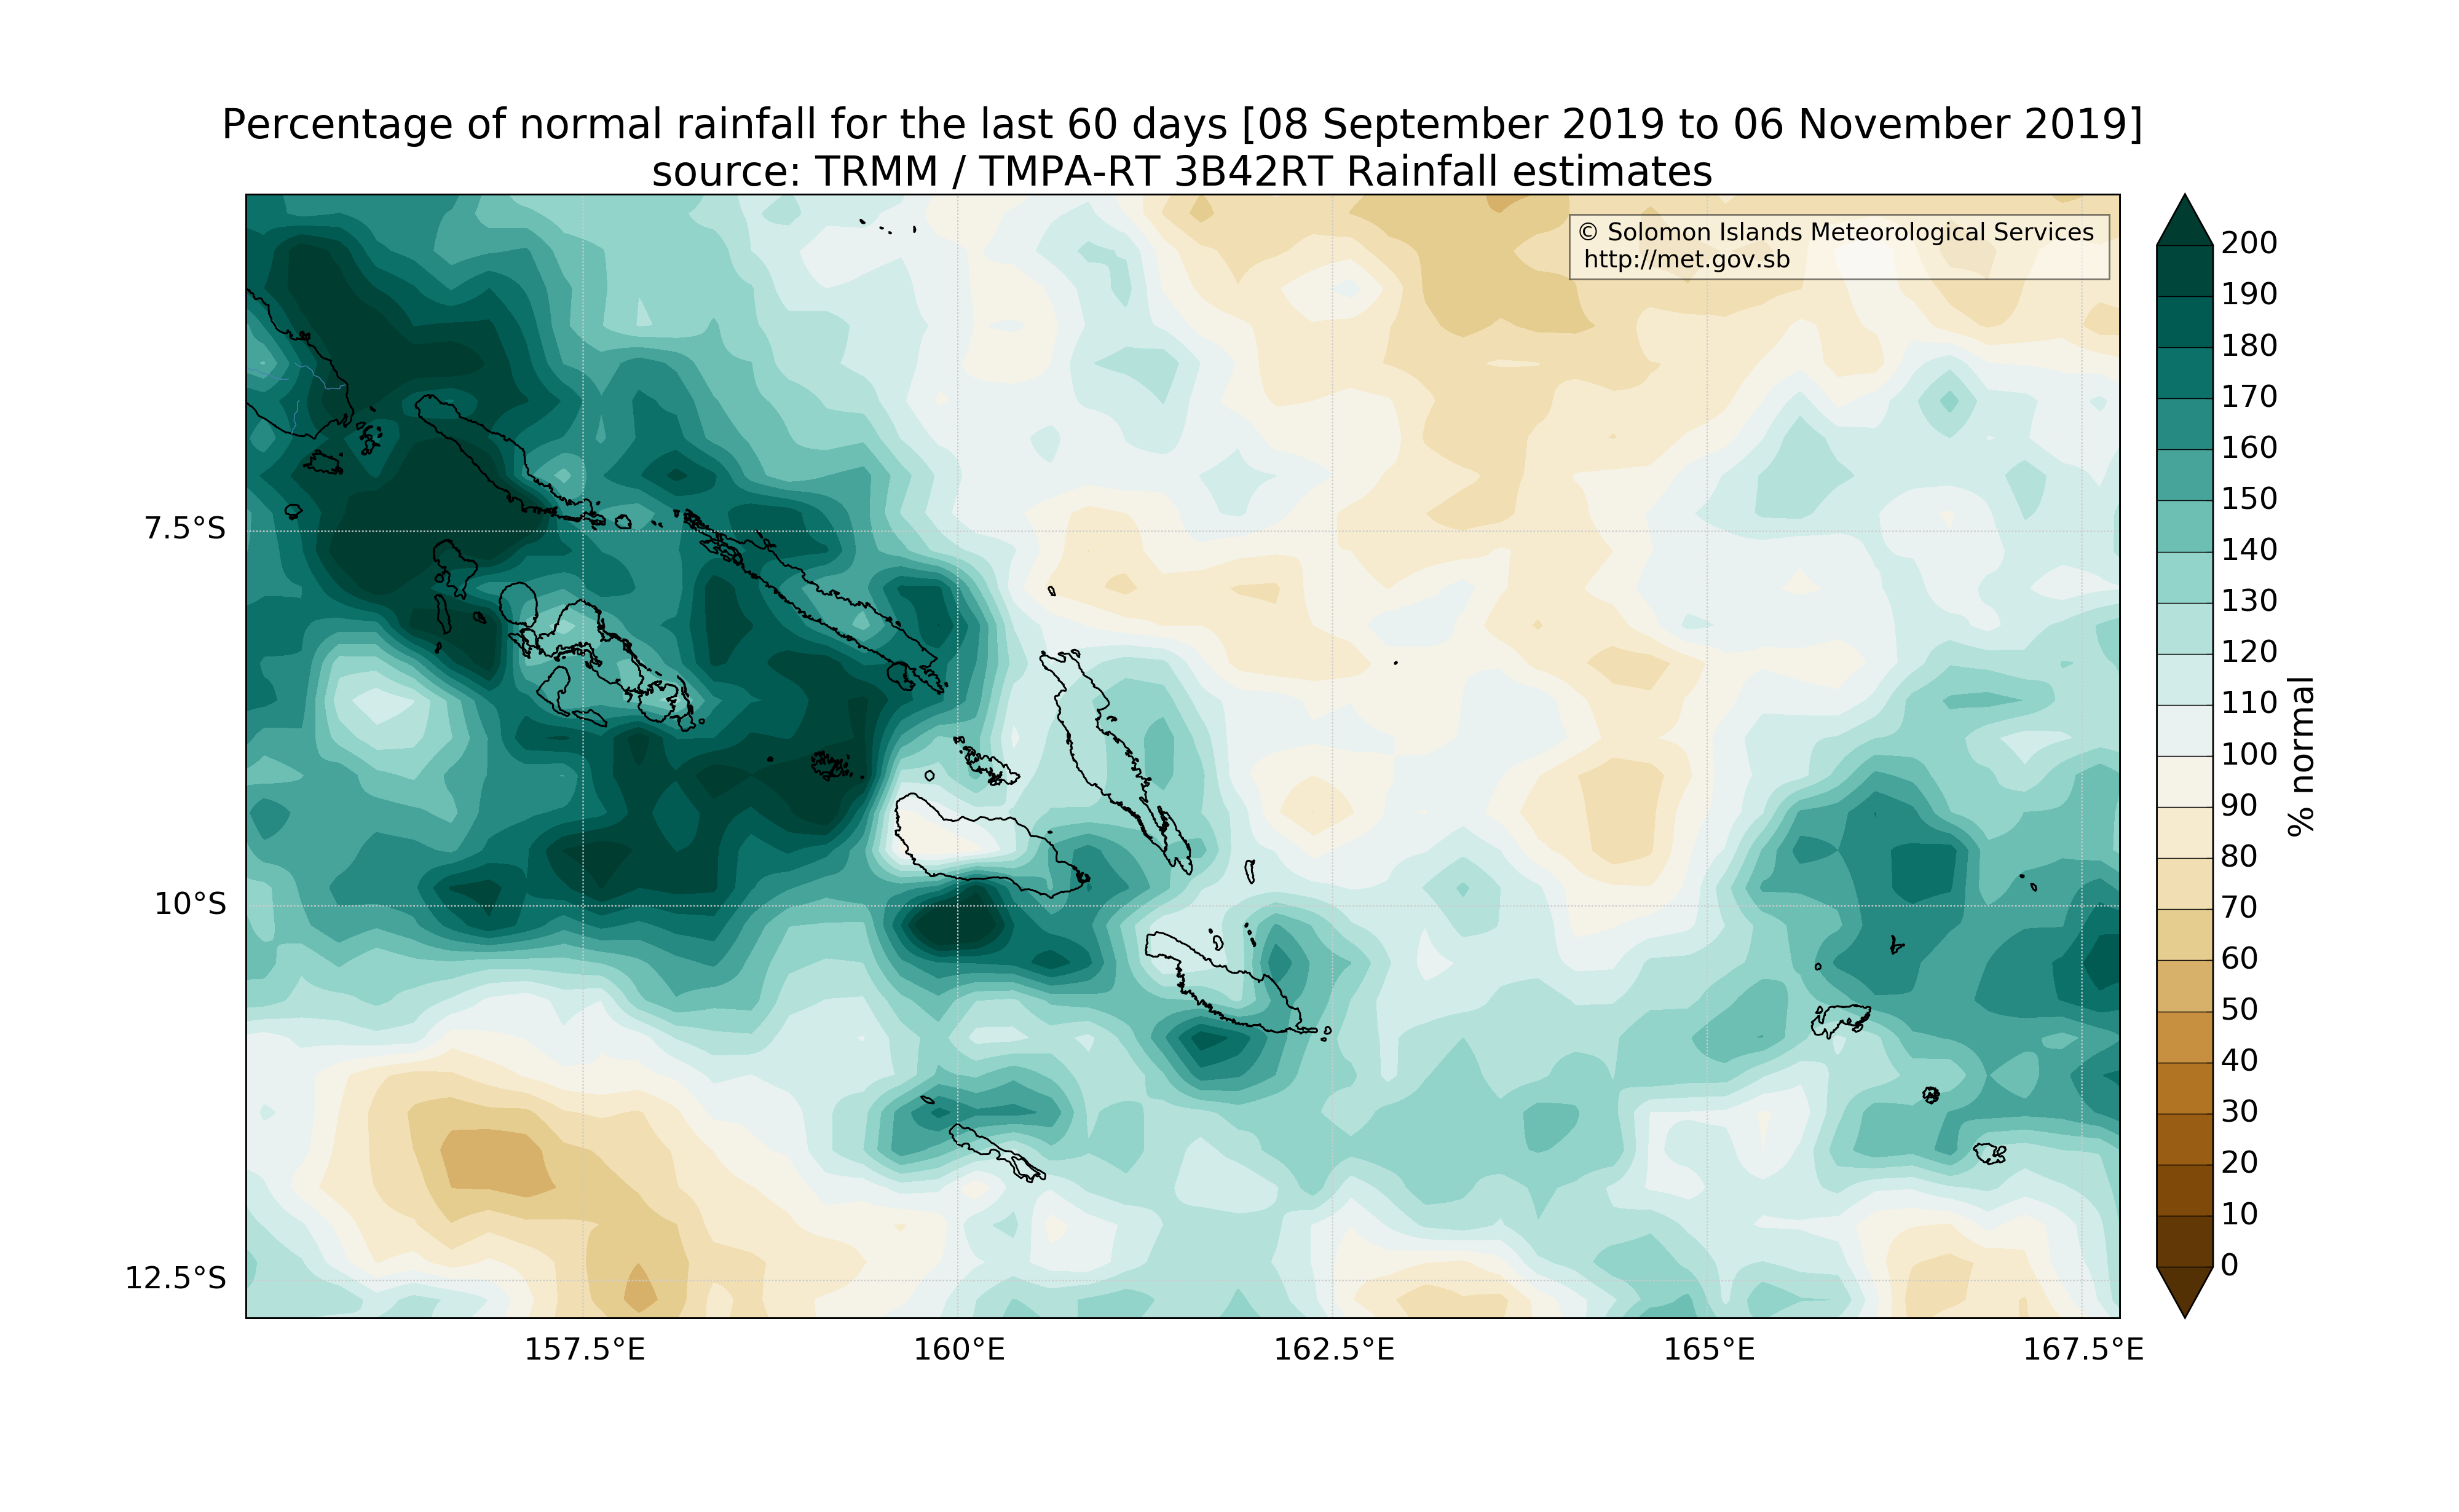 Percentage of normal rainfall for the last 60 days [08 September 2019 to 06 November 2019]
source: TRMM / TMPA-RT 3B42RT Rainfall estimates
© Solomon Islands Meteorological Services
http://met.gov.sb
7.5°S
10°S
12.5°S
157.5°E
160°E
162.5°E
165°E
167.5°E
200
190
180
170
160
150
140
130
120
110
100
90
80
70
60
50
40
30
20
10
0
% normal